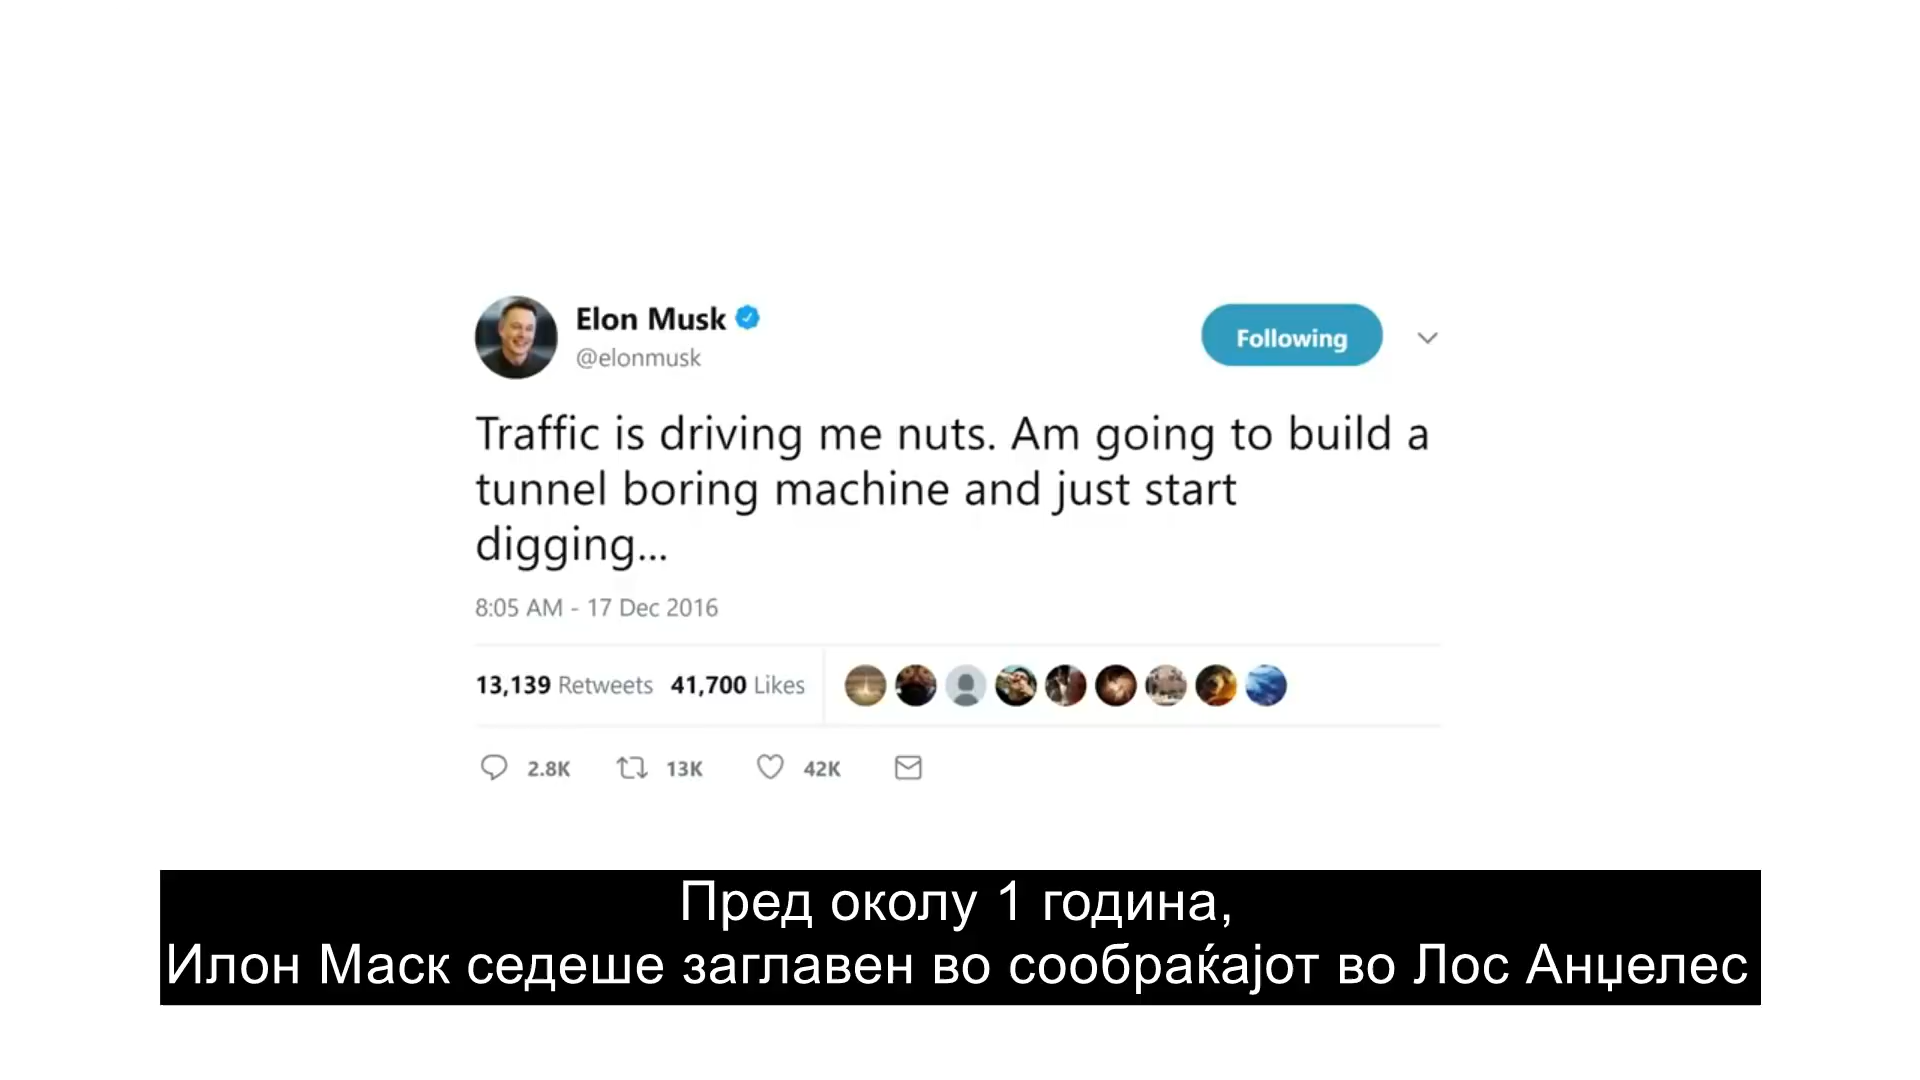 Elon Musk
@elonmusk
Following
Traffic is driving me nuts. Am going to build a
tunnel boring machine and just start
digging...
8:05 AM - 17 Dec 2016
13,139 Retweets 41,700 Likes
2.8K 13K 42K
Пред околу 1 година,
Илон Маск седеше заглавен во сообраќајот во Лос Анџелес